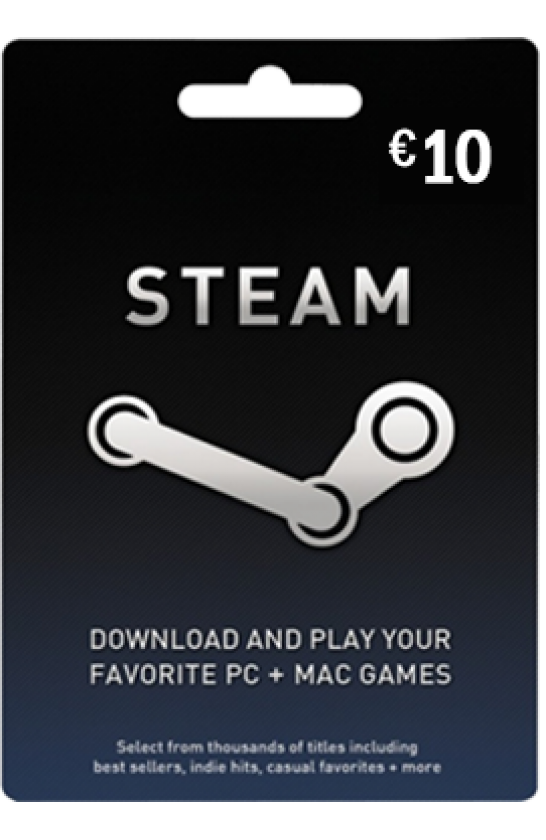 €10
STEAM
DOWNLOAD AND PLAY YOUR
FAVORITE PC + MAC GAMES
Select from thousands of titles including
best sellers, indie hits, casual favorites + more